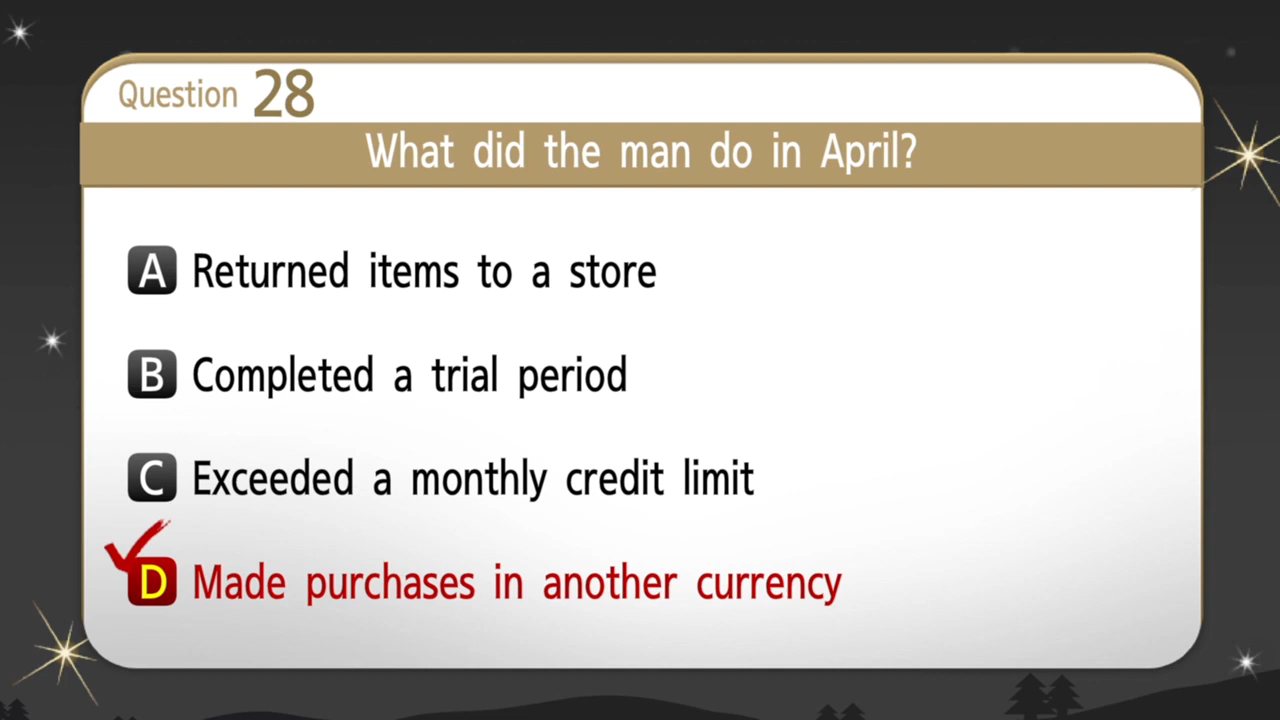 Question 28
What did the man do in April?
A Returned items to a store
B Completed a trial period
C Exceeded a monthly credit limit
D Made purchases in another currency